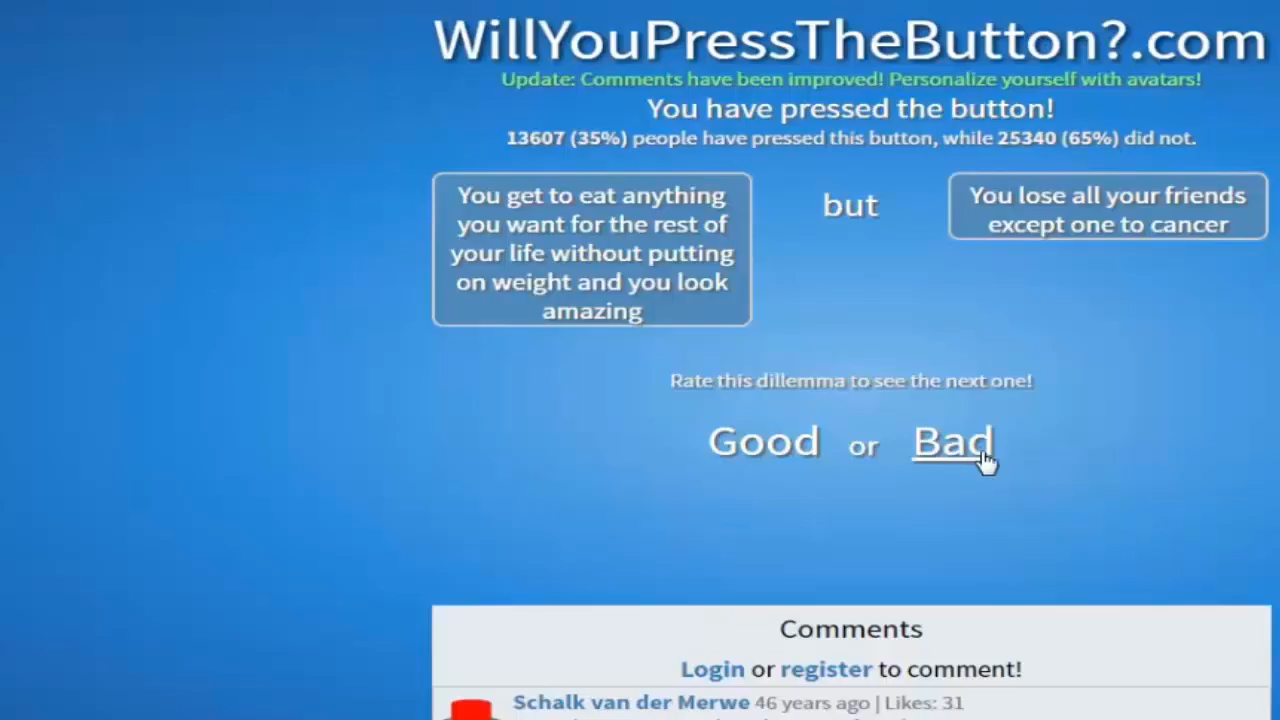 WillYouPressTheButton?.com
Update: Comments have been improved! Personalize yourself with avatars!
You have pressed the button!
13607 (35%) people have pressed this button, while 25340 (65%) did not.
You get to eat anything
you want for the rest of
your life without putting
on weight and you look
amazing
but
You lose all your friends
except one to cancer
Rate this dillemma to see the next one!
Good or Bad
Comments
Login or register to comment!
Schalk van der Merwe 46 years ago | Likes: 31